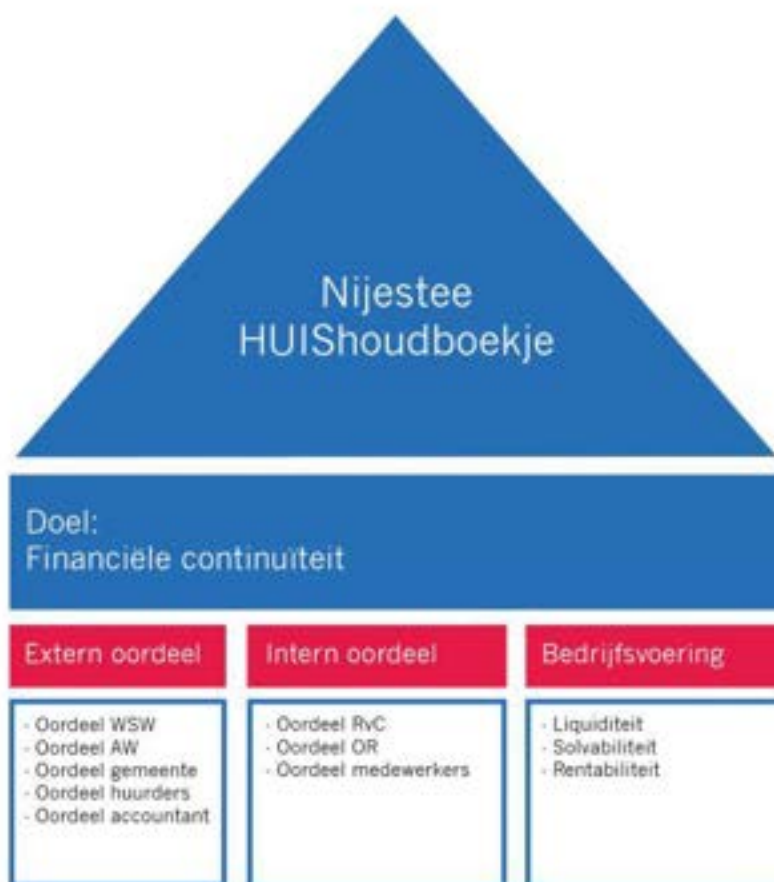 Nijestee
HUIShoudboekje
Doel:
Financiële continuïteit
Extern oordeel
- Oordeel WSW
- Oordeel AW
- Oordeel gemeente
- Oordeel huurders
- Oordeel accountant
Intern oordeel
- Oordeel RvC
- Oordeel OR
- Oordeel medewerkers
Bedrijfsvoering
- Liquiditeit
- Solvabiliteit
- Rentabiliteit